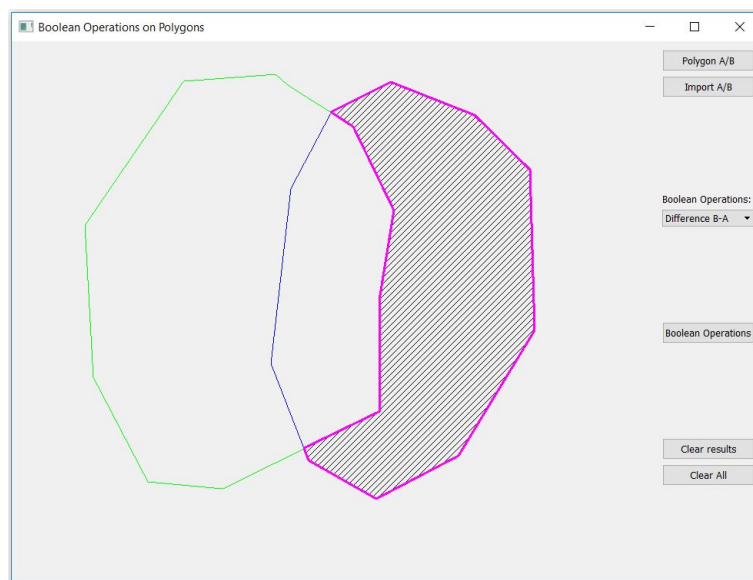 Boolean Operations on Polygons
Polygon A/B
Import A/B
Boolean Operations:
Difference B-A
Boolean Operations
Clear results
Clear All